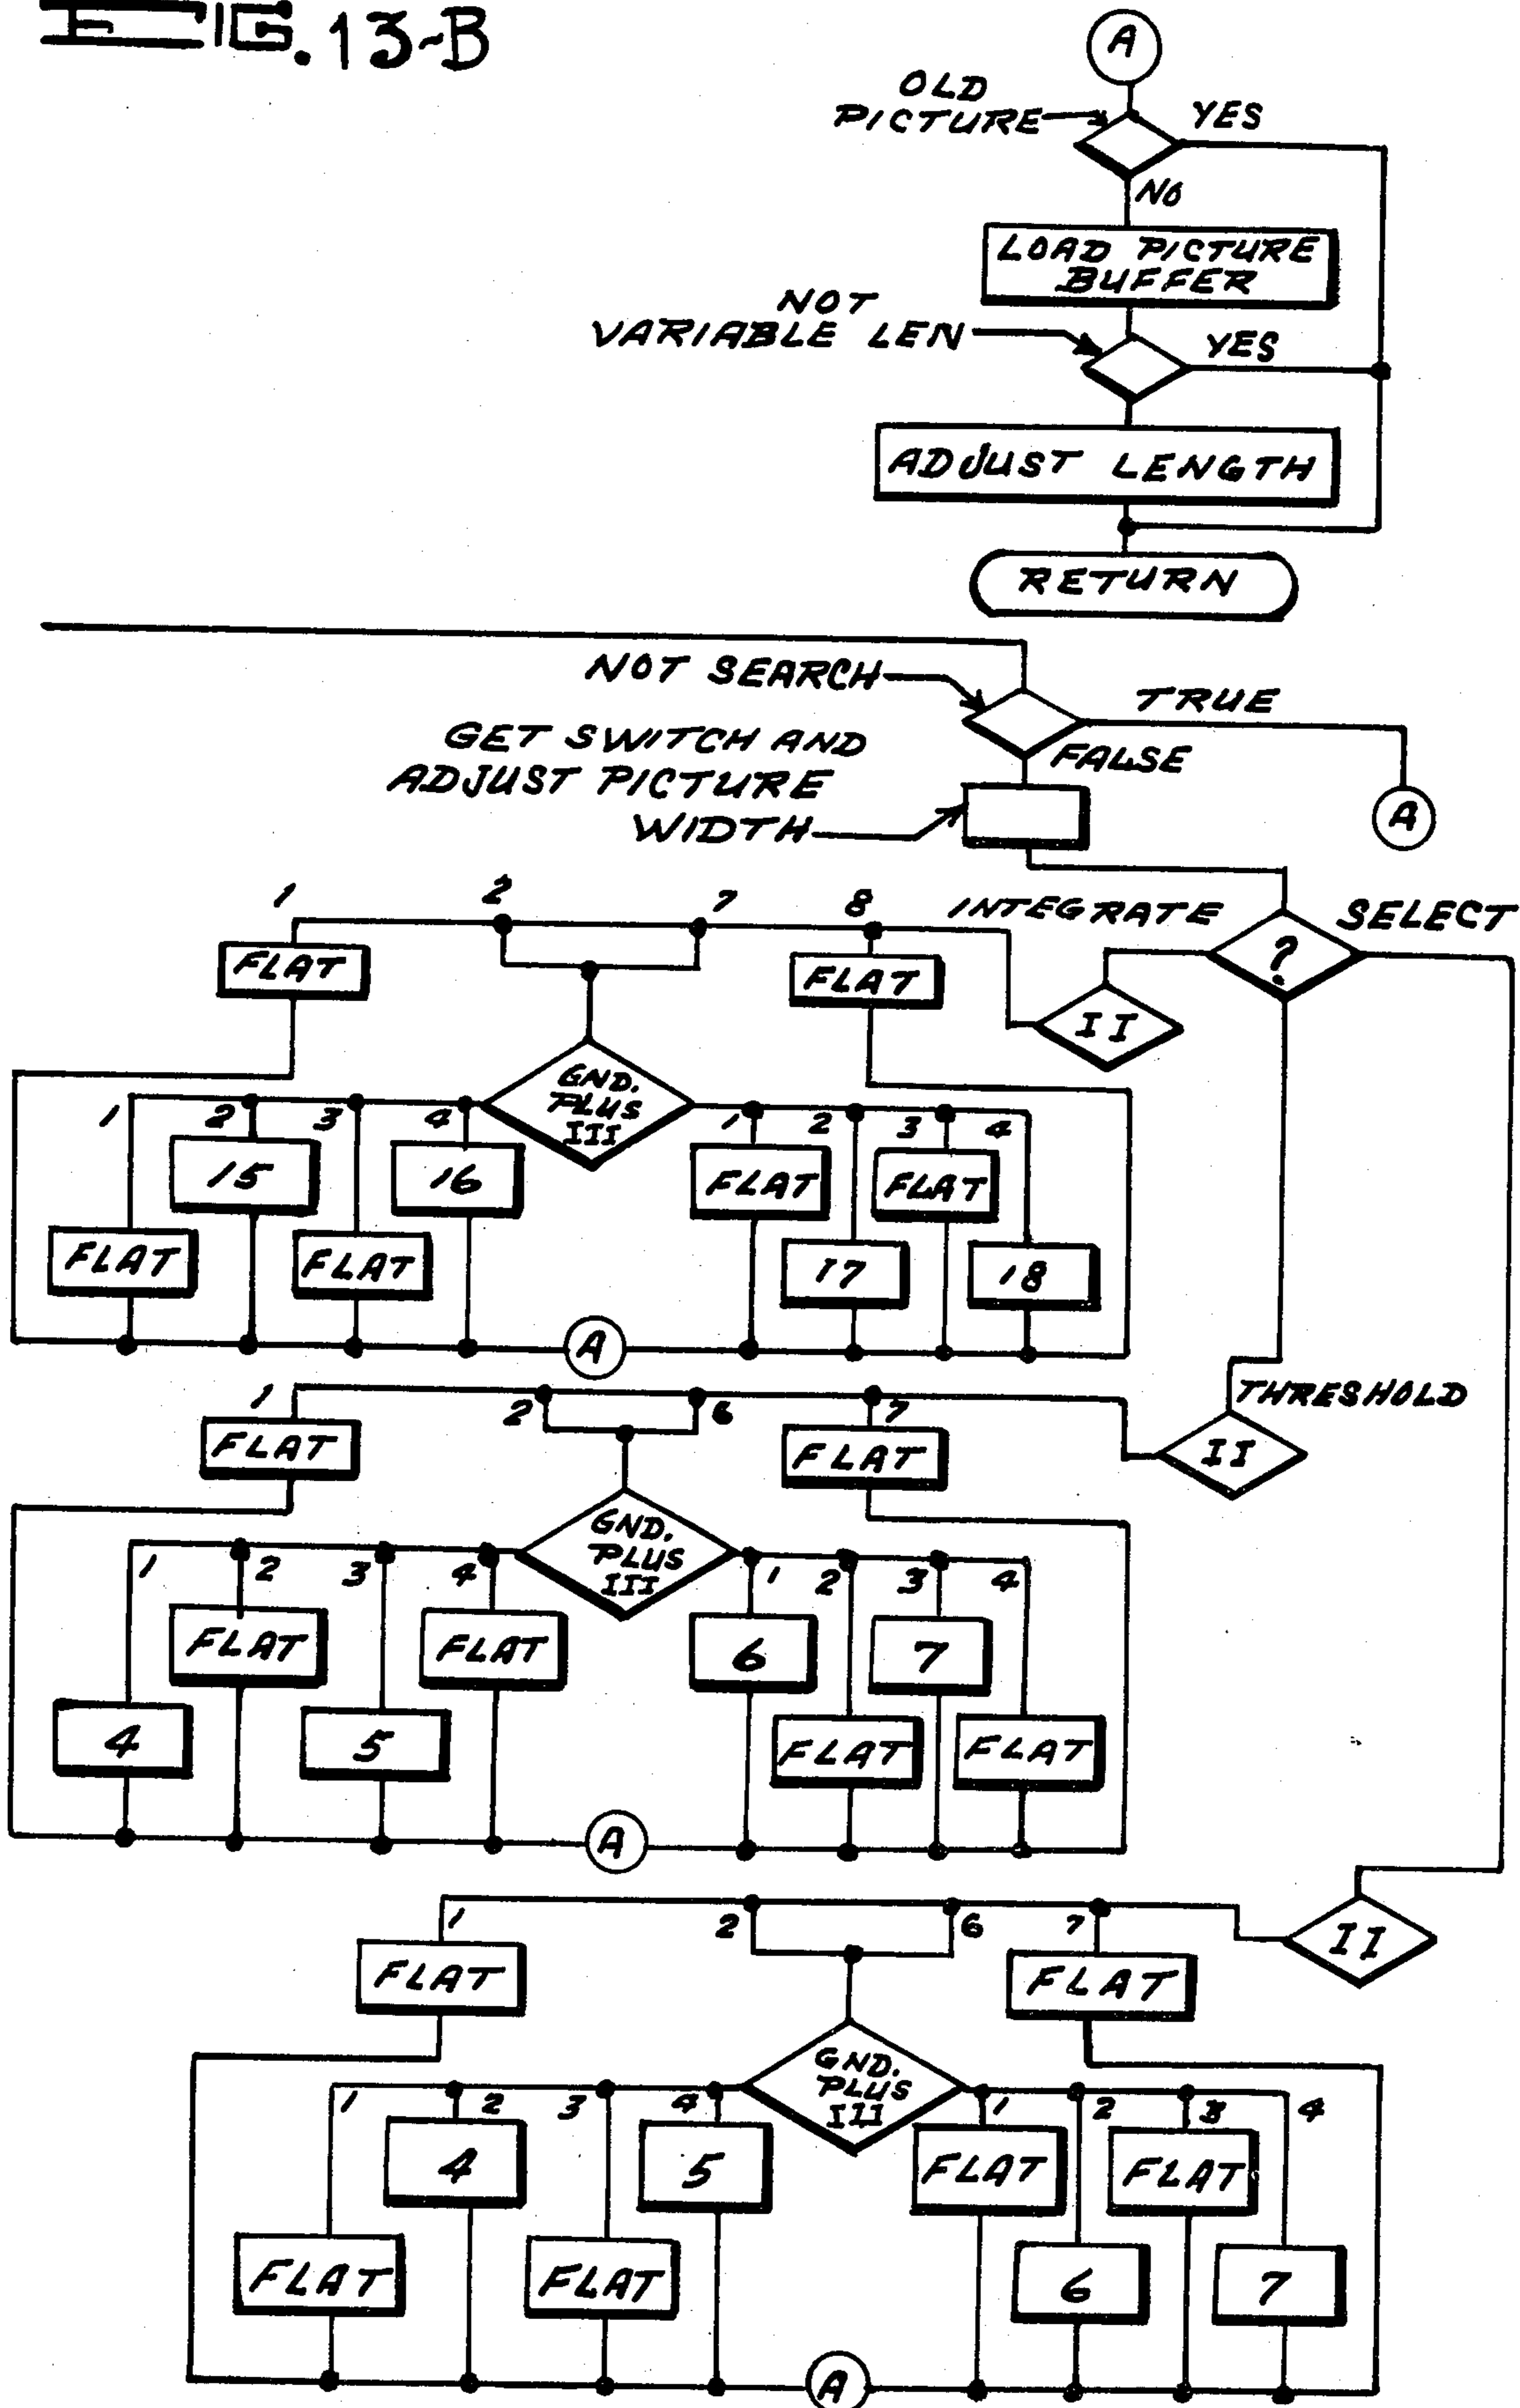 FIG. 13-B
A
OLD
PICTURE
YES
NO
LOAD PICTURE
BUFFER
NOT
VARIABLE LEN
YES
ADJUST LENGTH
RETURN
NOT SEARCH
TRUE
FALSE
GET SWITCH AND
ADJUST PICTURE
WIDTH
A
1 2 7 8
INTEGRATE
?
SELECT
FLAT
FLAT
II
GND.
PLUS
III
1 2 3 4
1 2 3 4
15
16
FLAT
FLAT
FLAT
FLAT
17
18
A
THRESHOLD
1 2 6 7
FLAT
FLAT
II
GND.
PLUS
III
1 2 3 4
1 2 3 4
FLAT
FLAT
6
7
4
5
FLAT
FLAT
A
1 2 6 7
II
FLAT
FLAT
GND.
PLUS
III
1 2 3 4
1 2 3 4
4
5
FLAT
FLAT
FLAT
FLAT
6
7
A